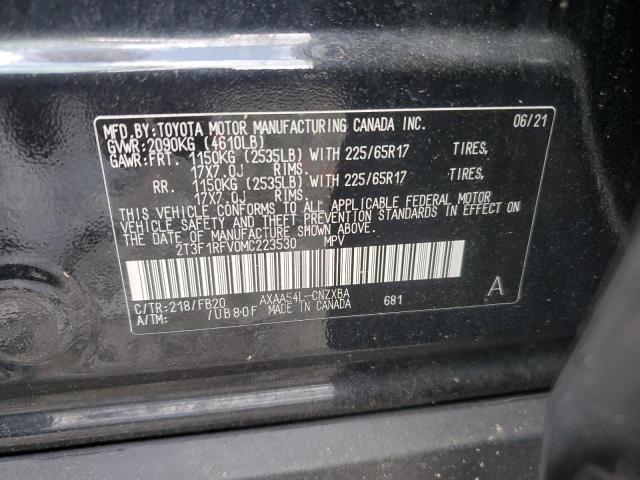 MFD.BY:TOYOTA MOTOR MANUFACTURING CANADA INC. 06/21
GVWR:2090KG (4610LB)
GAWR:FRT. 1150KG (2535LB) WITH 225/65R17 TIRES,
17X7.0J RIMS.
RR. 1150KG (2535LB) WITH 225/65R17 TIRES,
17X7.0J RIMS.
THIS VEHICLE CONFORMS TO ALL APPLICABLE FEDERAL MOTOR
VEHICLE SAFETY AND THEFT PREVENTION STANDARDS IN EFFECT
ON THE DATE OF MANUFACTURE SHOWN ABOVE.
2T3F1RFV0MC223530 MPV
C/TR:218/FB20 AXAA54L-CNZXBA 681 A
A/TM: /UB80F MADE IN CANADA